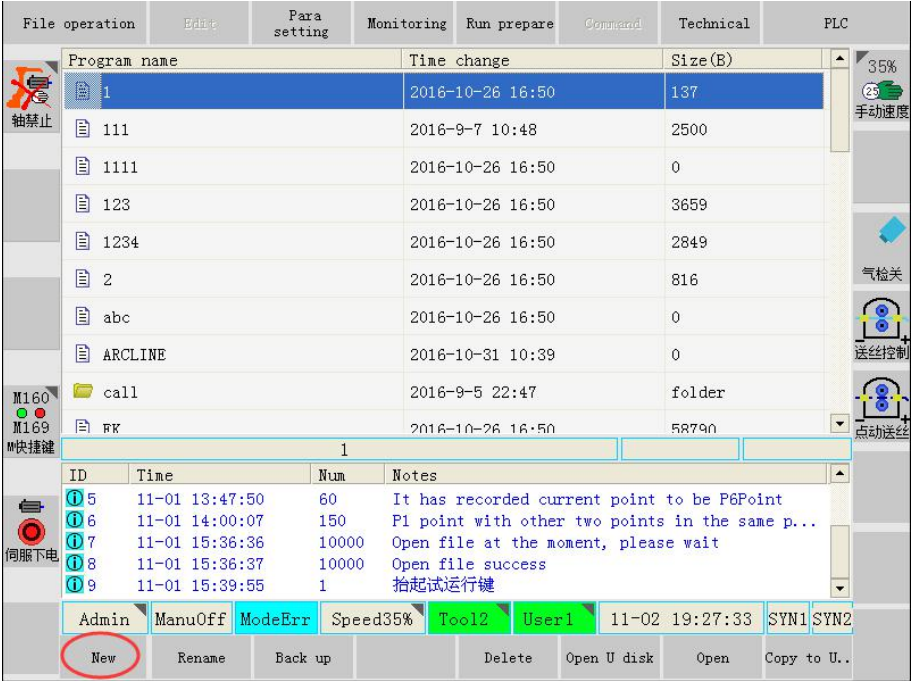 File operation Edit Para setting Monitoring Run prepare Command Technical PLC
Program name Time change Size(B)
1 2016-10-26 16:50 137
111 2016-9-7 10:48 2500
1111 2016-10-26 16:50 0
123 2016-10-26 16:50 3659
1234 2016-10-26 16:50 2849
2 2016-10-26 16:50 816
abc 2016-10-26 16:50 0
ARCLINE 2016-10-31 10:39 0
call 2016-9-5 22:47 folder
2016-10-26 16:50 58790
1
轴禁止
M160
M169
M快捷键
伺服下电
35%
25
手动速度
气检关
送丝控制
点动送丝
ID Time Num Notes
5 11-01 13:47:50 60 It has recorded current point to be P6Point
6 11-01 14:00:07 150 P1 point with other two points in the same p...
7 11-01 15:36:36 10000 Open file at the moment, please wait
8 11-01 15:36:37 10000 Open file success
9 11-01 15:39:55 1 抬起试运行键
Admin ManuOff ModeErr Speed35% Tool2 User1 11-02 19:27:33 SYN1 SYN2
New Rename Back up Delete Open U disk Open Copy to U..